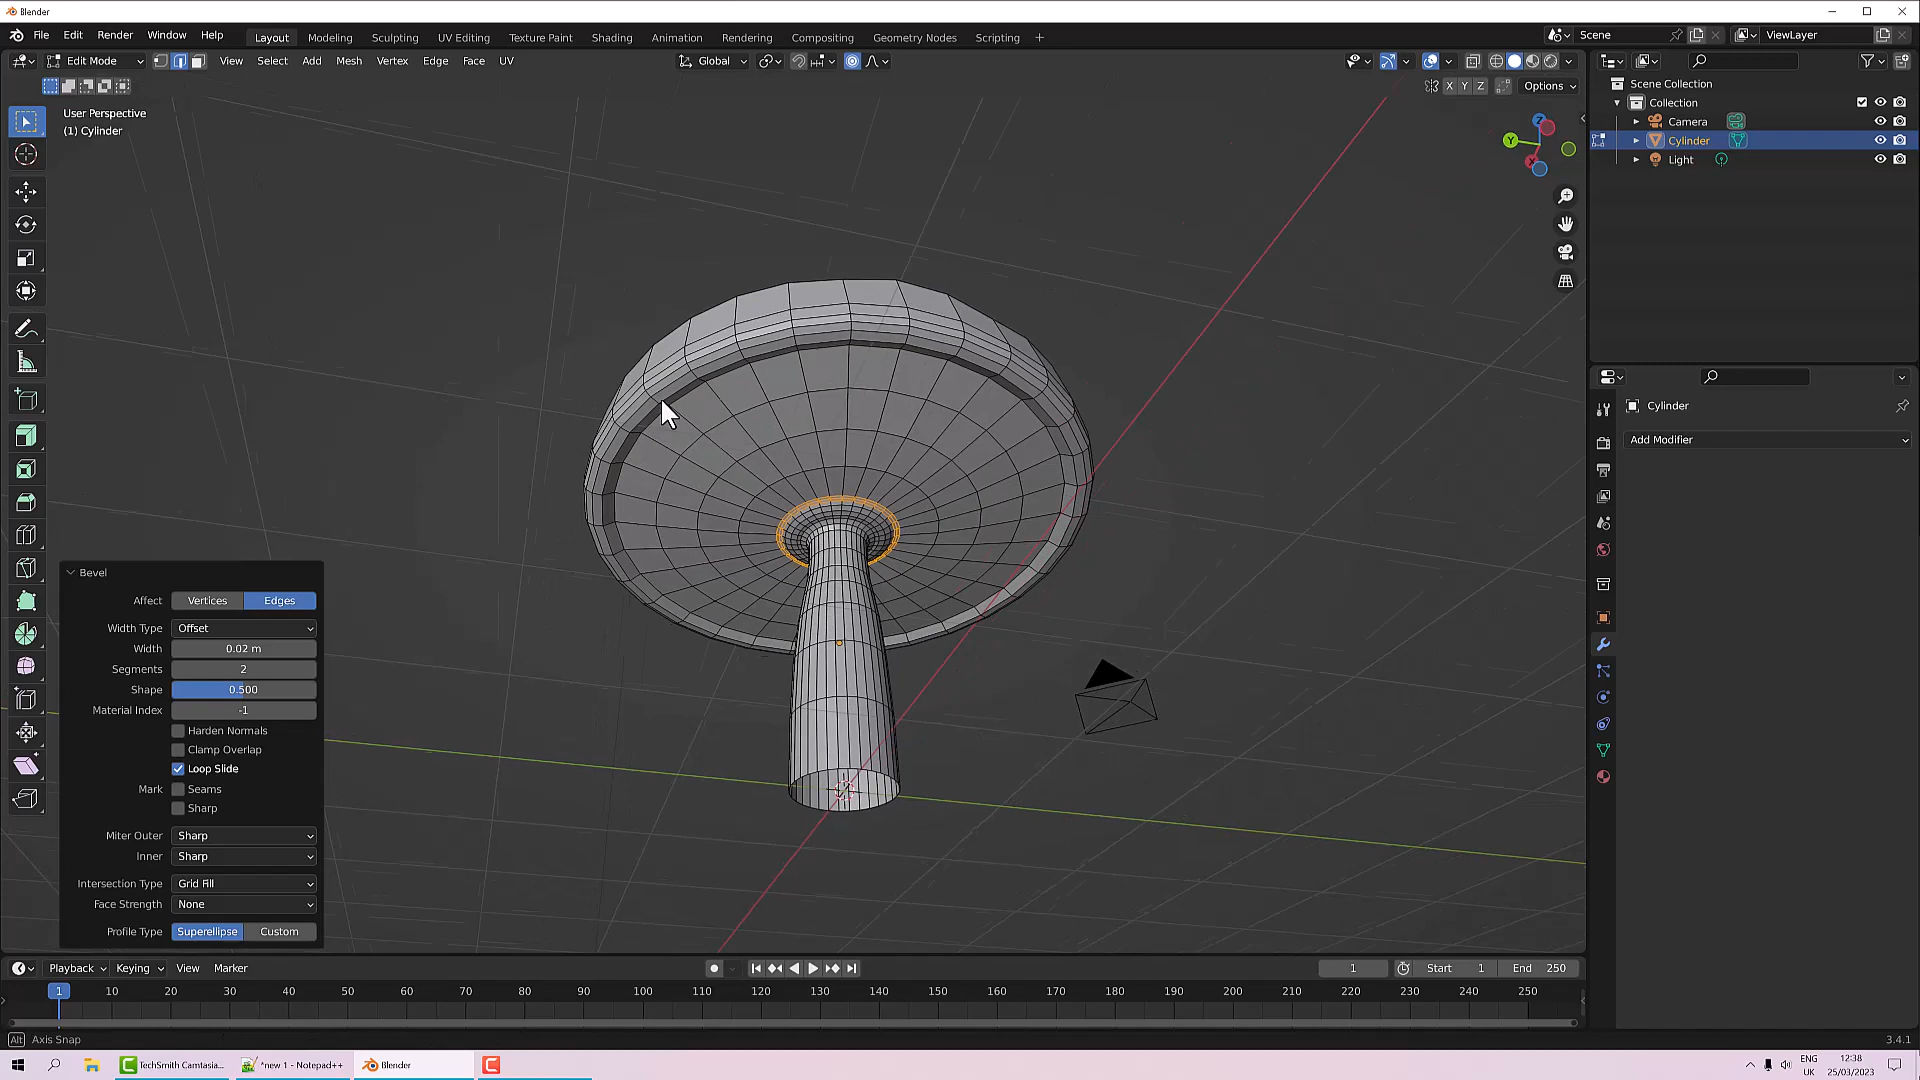 Blender
File Edit Render Window Help Layout Modeling Sculpting UV Editing Texture Paint Shading Animation Rendering Compositing Geometry Nodes Scripting + Scene ViewLayer
Edit Mode View Select Add Mesh Vertex Edge Face UV Global
X Y Z Options
User Perspective
(1) Cylinder
Z
Y
X
Scene Collection
Collection
Camera
Cylinder
Light
Cylinder
Add Modifier
Bevel
Affect Vertices Edges
Width Type Offset
Width 0.02 m
Segments 2
Shape 0.500
Material Index -1
Harden Normals
Clamp Overlap
Loop Slide
Mark Seams
Sharp
Miter Outer Sharp
Inner Sharp
Intersection Type Grid Fill
Face Strength None
Profile Type Superellipse Custom
Playback Keying View Marker 1 Start 1 End 250
1 10 20 30 40 50 60 70 80 90 100 110 120 130 140 150 160 170 180 190 200 210 220 230 240 250
Alt Axis Snap 3.4.1
TechSmith Camtasia... *new 1 - Notepad++ Blender
ENG
UK
12:38
25/03/2023